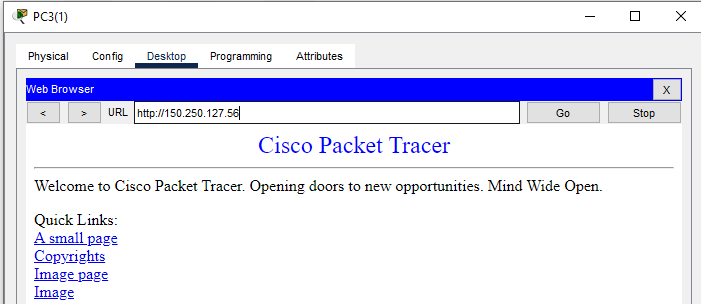 PC3(1)
Physical Config Desktop Programming Attributes
Web Browser X
< > URL http://150.250.127.56 Go Stop
Cisco Packet Tracer
Welcome to Cisco Packet Tracer. Opening doors to new opportunities. Mind Wide Open.
Quick Links:
A small page
Copyrights
Image page
Image